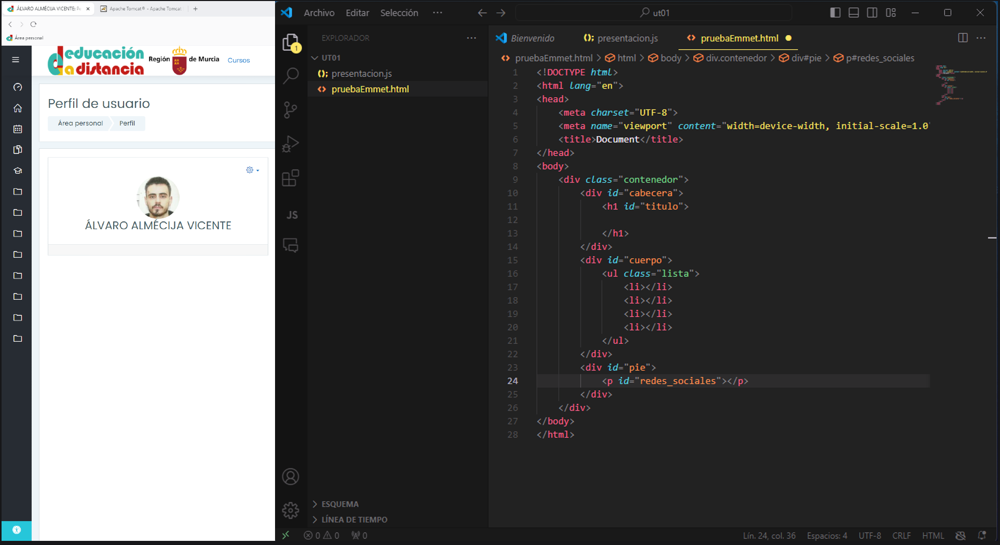 ÁLVARO ALMÉCIJA VICENTE: Pe
Apache Tomcat® - Apache Tomcat
Área personal
educación
a distancia
Región de Murcia
Cursos
Perfil de usuario
Área personal
Perfil
ÁLVARO ALMÉCIJA VICENTE
Archivo Editar Selección ···
ut01
EXPLORADOR
UT01
presentacion.js
pruebaEmmet.html
1
JS
ESQUEMA
LÍNEA DE TIEMPO
Bienvenido
presentacion.js
pruebaEmmet.html
pruebaEmmet.html > html > body > div.contenedor > div#pie > p#redes_sociales
1 <!DOCTYPE html>
2 <html lang="en">
3 <head>
4 <meta charset="UTF-8">
5 <meta name="viewport" content="width=device-width, initial-scale=1.0"
6 <title>Document</title>
7 </head>
8 <body>
9 <div class="contenedor">
10 <div id="cabecera">
11 <h1 id="titulo">
12
13 </h1>
14 </div>
15 <div id="cuerpo">
16 <ul class="lista">
17 <li></li>
18 <li></li>
19 <li></li>
20 <li></li>
21 </ul>
22 </div>
23 <div id="pie">
24 <p id="redes_sociales"></p>
25 </div>
26 </div>
27 </body>
28 </html>
0 0 0
Lín. 24, col. 36 Espacios: 4 UTF-8 CRLF HTML